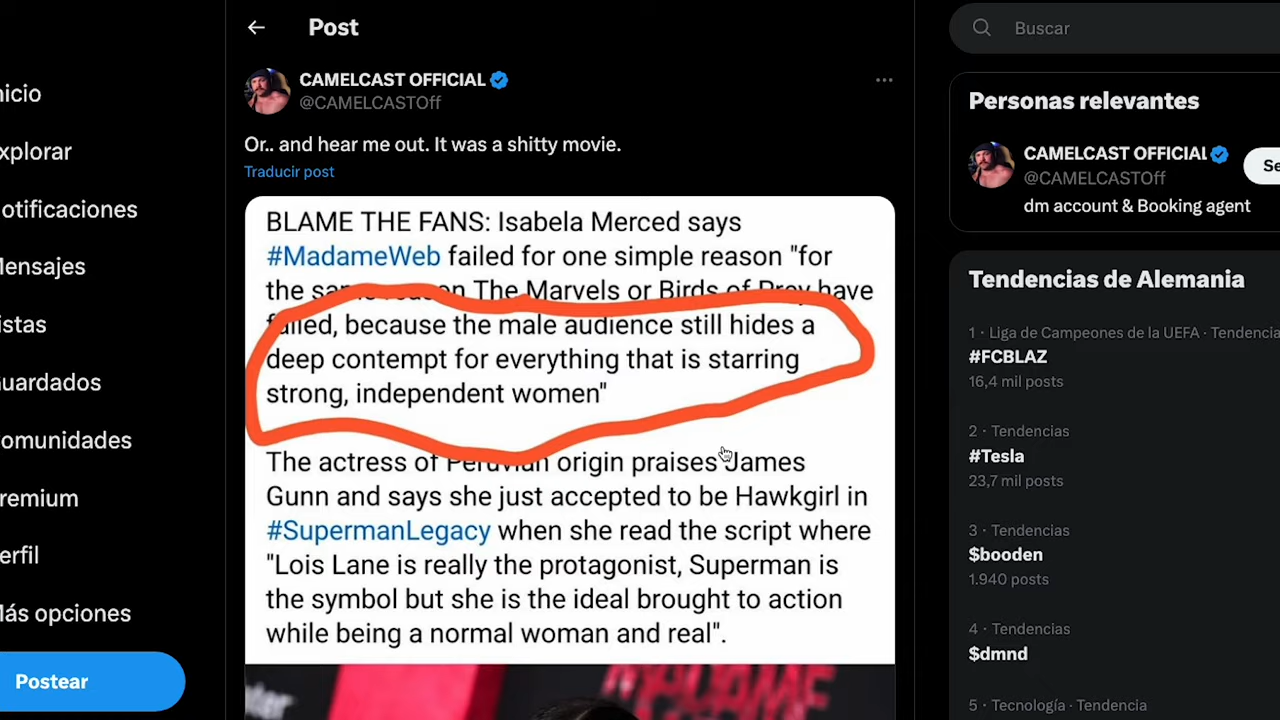 Post
Buscar
CAMELCAST OFFICIAL
@CAMELCASTOff
Or.. and hear me out. It was a shitty movie.
Traducir post
BLAME THE FANS: Isabela Merced says
#MadameWeb failed for one simple reason "for
the same reason The Marvels or Birds of Prey have
failed, because the male audience still hides a
deep contempt for everything that is starring
strong, independent women"
The actress of Peruvian origin praises James
Gunn and says she just accepted to be Hawkgirl in
#SupermanLegacy when she read the script where
"Lois Lane is really the protagonist, Superman is
the symbol but she is the ideal brought to action
while being a normal woman and real".
MADAME
nicio
xplorar
otificaciones
Mensajes
istas
Guardados
omunidades
remium
erfil
Más opciones
Postear
Personas relevantes
CAMELCAST OFFICIAL
@CAMELCASTOff
Se
dm account & Booking agent
Tendencias de Alemania
1 · Liga de Campeones de la UEFA · Tendencia
#FCBLAZ
16,4 mil posts
2 · Tendencias
#Tesla
23,7 mil posts
3 · Tendencias
$booden
1.940 posts
4 · Tendencias
$dmnd
5 · Tecnología · Tendencia